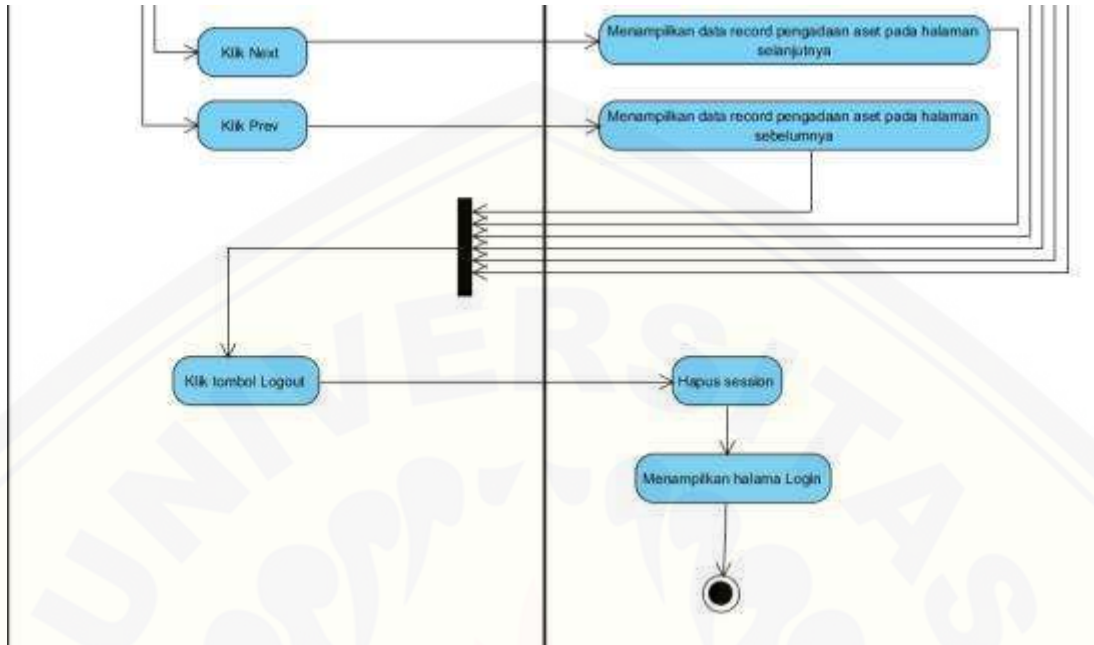 Klik Next
Menampilkan data record pengadaan aset pada halaman
selanjutnya
Klik Prev
Menampilkan data record pengadaan aset pada halaman
sebelumnya
Klik tombol Logout
Hapus session
Menampilkan halama Login
UNIVERSITAS